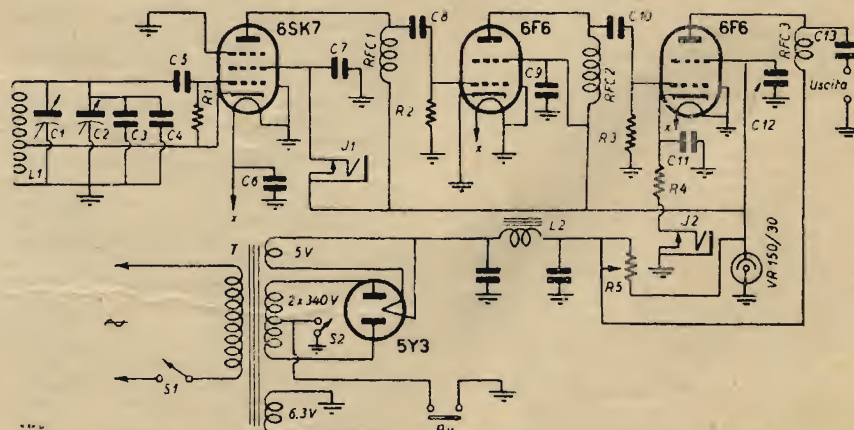 6SK7
6F6
6F6
C5
C7
RFC1
C8
C9
RFC2
C10
RFC3
C13
Uscita
R1
R2
R3
C12
C1
C2
C3
C4
L1
C6
x
J1
x
x
C11
R4
J2
L2
R5
VR 150/30
T
5V
2x340V
S2
5Y3
S1
6.3V